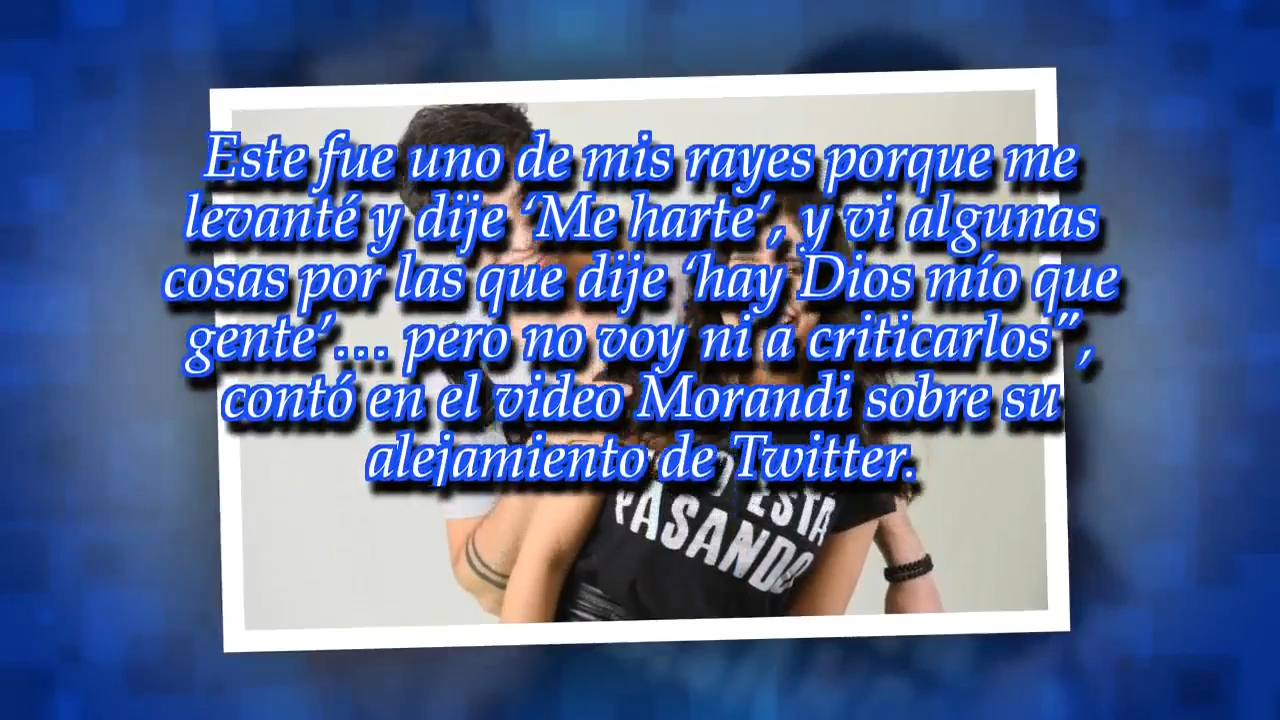 Este fue uno de mis rayes porque me
levanté y dije ‘Me harte’, y vi algunas
cosas por las que dije ‘hay Dios mío que
gente’… pero no voy ni a criticarlos”,
contó en el video Morandi sobre su
alejamiento de Twitter.
ESTA
PASANDO